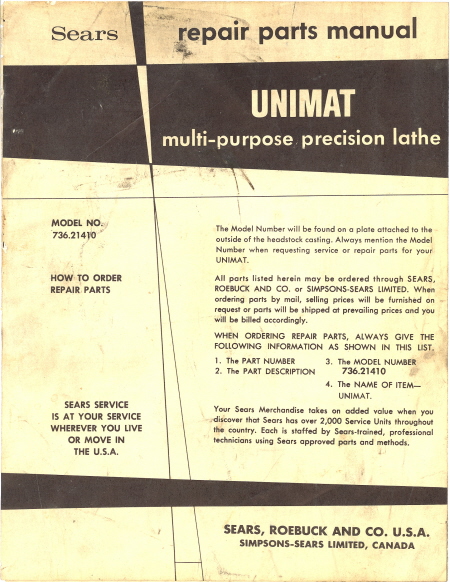 Sears
repair parts manual
UNIMAT
multi-purpose precision lathe
MODEL NO.
736.21410
The Model Number will be found on a plate attached to the
outside of the headstock casting. Always mention the Model
Number when requesting service or repair parts for your
UNIMAT.
HOW TO ORDER
REPAIR PARTS
All parts listed herein may be ordered through SEARS,
ROEBUCK AND CO. or SIMPSONS-SEARS LIMITED. When
ordering parts by mail, selling prices will be furnished on
request or parts will be shipped at prevailing prices and you
will be billed accordingly.
WHEN ORDERING REPAIR PARTS, ALWAYS GIVE THE
FOLLOWING INFORMATION AS SHOWN IN THIS LIST.
1. The PART NUMBER
2. The PART DESCRIPTION
3. The MODEL NUMBER
736.21410
4. The NAME OF ITEM—
UNIMAT.
SEARS SERVICE
IS AT YOUR SERVICE
WHEREVER YOU LIVE
OR MOVE IN
THE U.S.A.
Your Sears Merchandise takes on added value when you
discover that Sears has over 2,000 Service Units throughout
the country. Each is staffed by Sears-trained, professional
technicians using Sears approved parts and methods.
SEARS, ROEBUCK AND CO. U.S.A.
SIMPSONS-SEARS LIMITED, CANADA